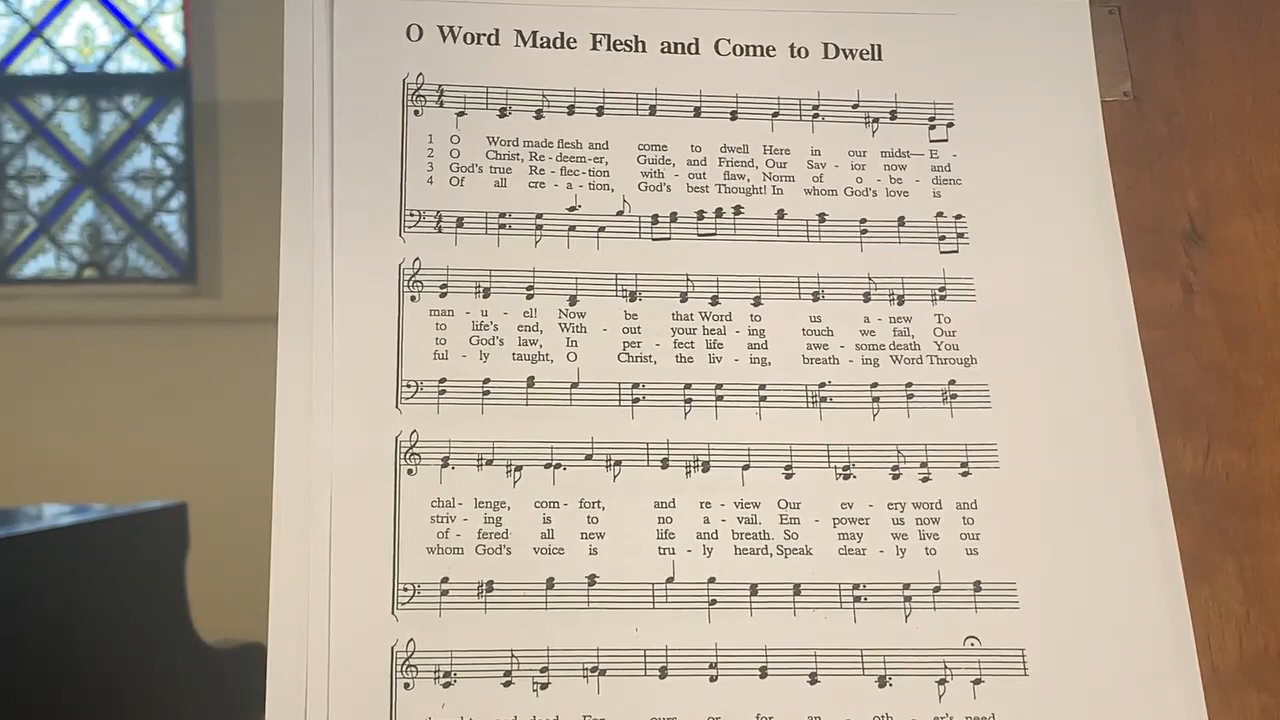 O Word Made Flesh and Come to Dwell
1 O Word made flesh and come to dwell Here in our midst— E -
2 O Christ, Re - deem - er, Guide, and Friend, Our Sav - ior now and
3 God's true Re - flec - tion with - out flaw, Norm of o - be - dienc
4 Of all cre - a - tion, God's best Thought! In whom God's love is
man - u - el! Now be that Word to us a - new To
to life's end, With - out your heal - ing touch we fail, Our
to God's law, In per - fect life and awe - some death You
ful - ly taught, O Christ, the liv - ing, breath - ing Word Through
chal - lenge, com - fort, and re - view Our ev - ery word and
striv - ing is to no a - vail. Em - power us now to
of - fered all new life and breath. So may we live our
whom God's voice is tru - ly heard, Speak clear - ly to us
ours or for an - oth - er's need